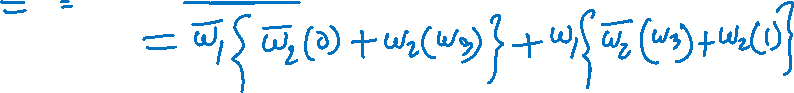 = =
= w̅₁{ w̅₂(0) + w₂(w₃)} + w₁{ w̅₂(w₃) + w₂(1)}